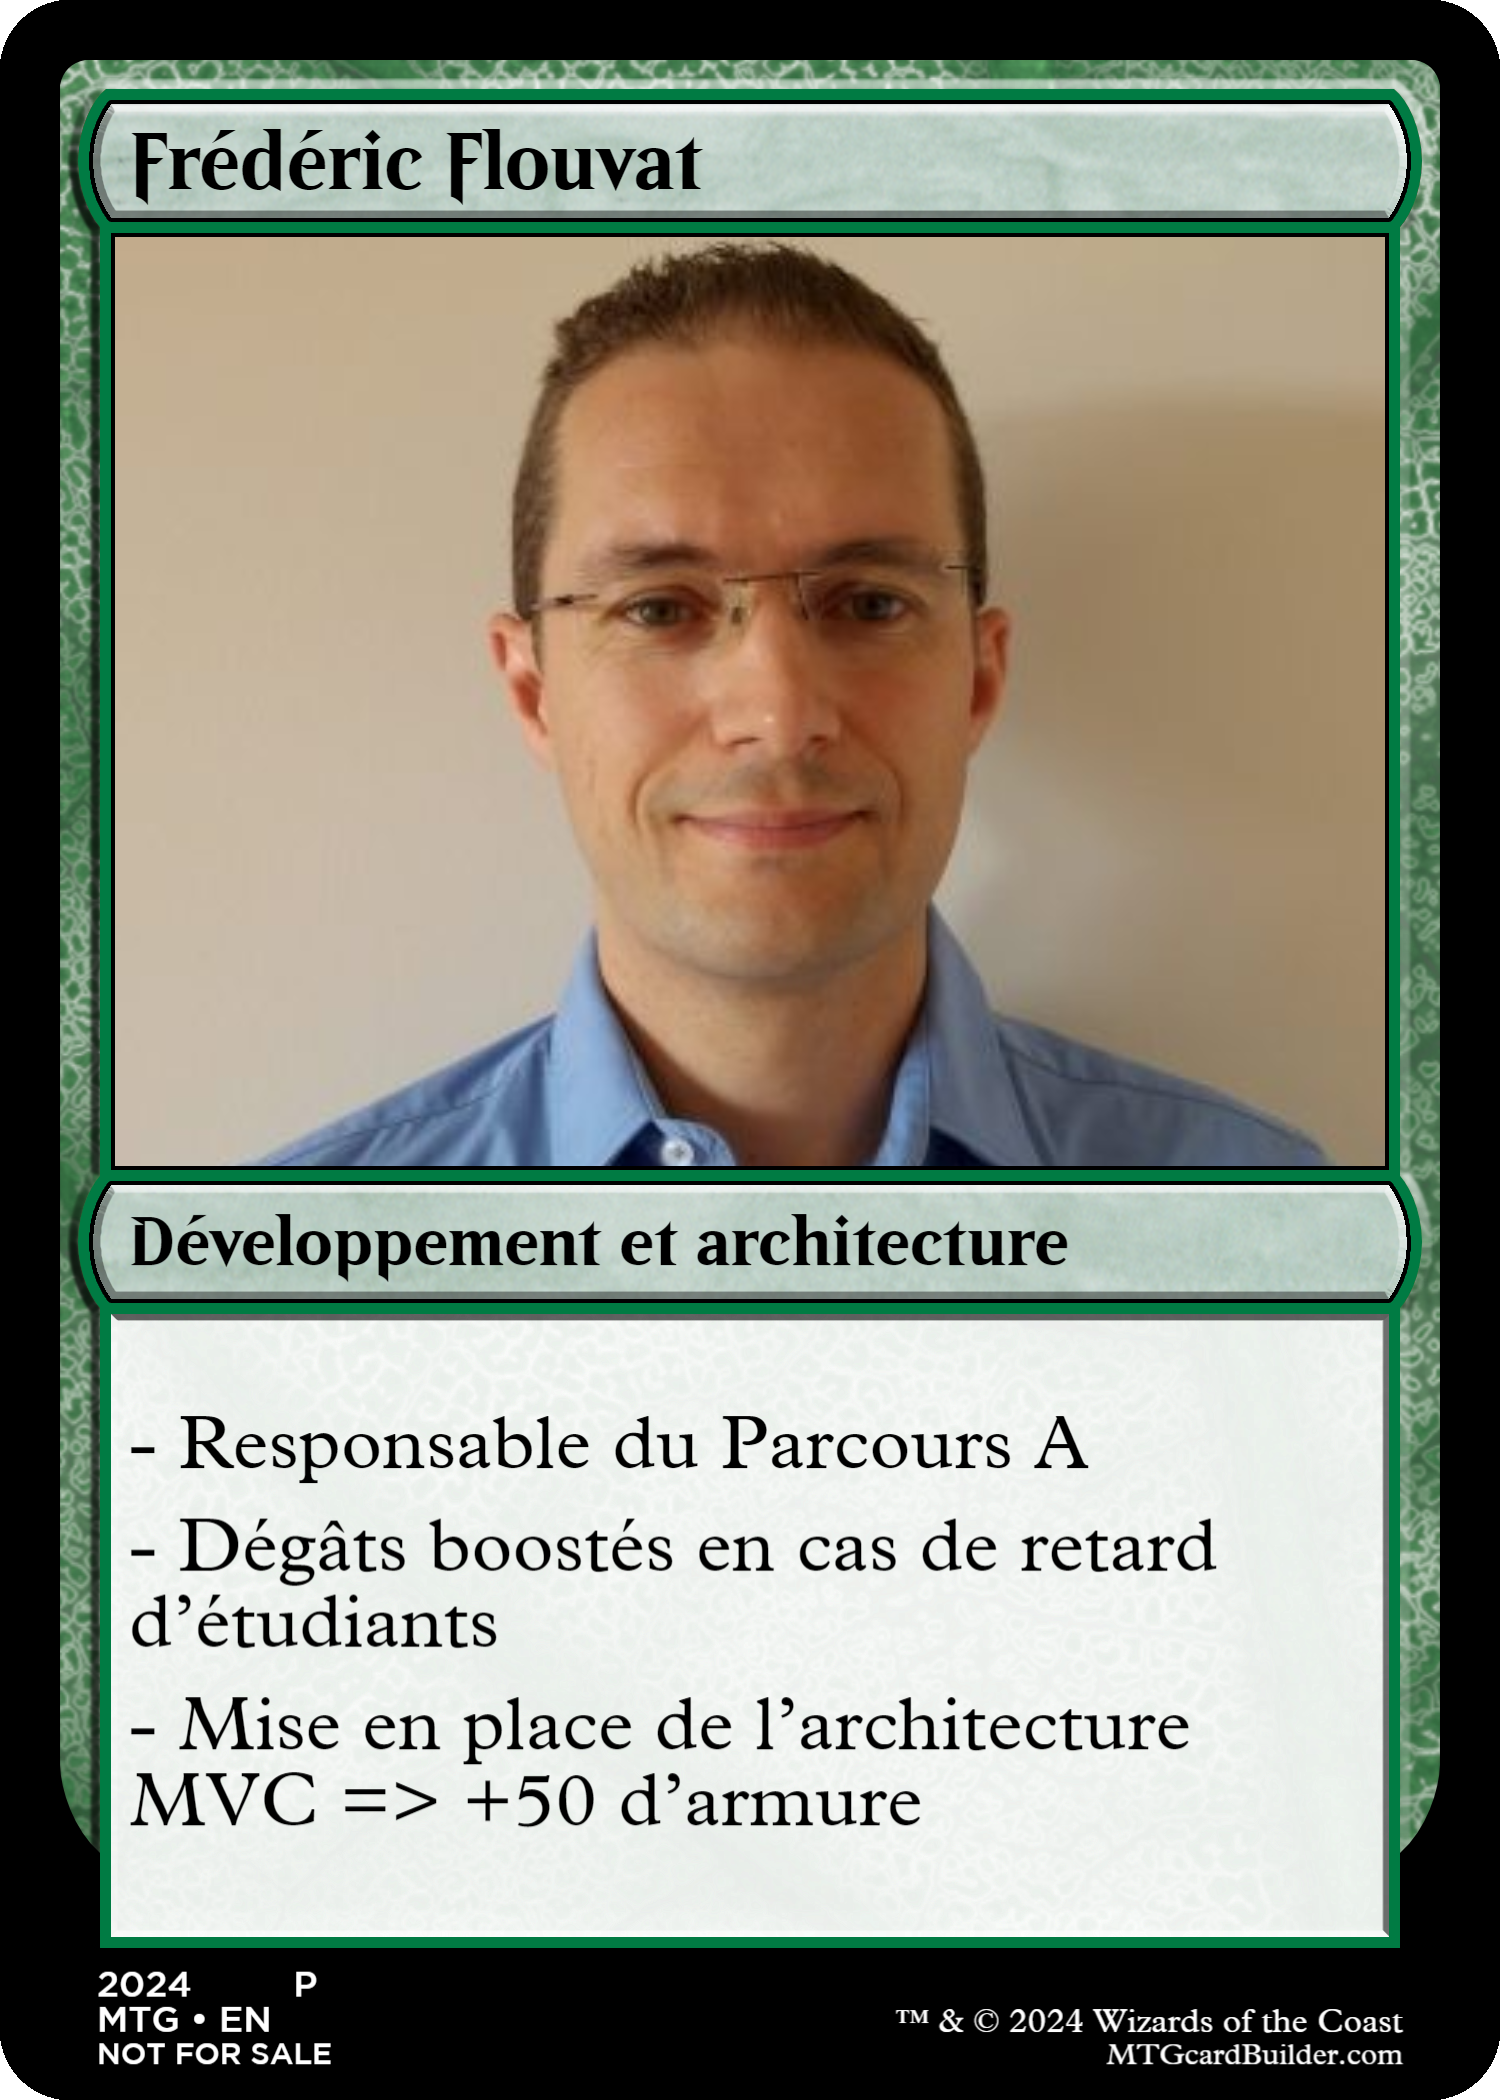 Frédéric Flouvat
Développement et architecture
- Responsable du Parcours A
- Dégâts boostés en cas de retard
d’étudiants
- Mise en place de l’architecture
MVC => +50 d’armure
2024 P
MTG • EN
NOT FOR SALE
™ & © 2024 Wizards of the Coast
MTGcardBuilder.com